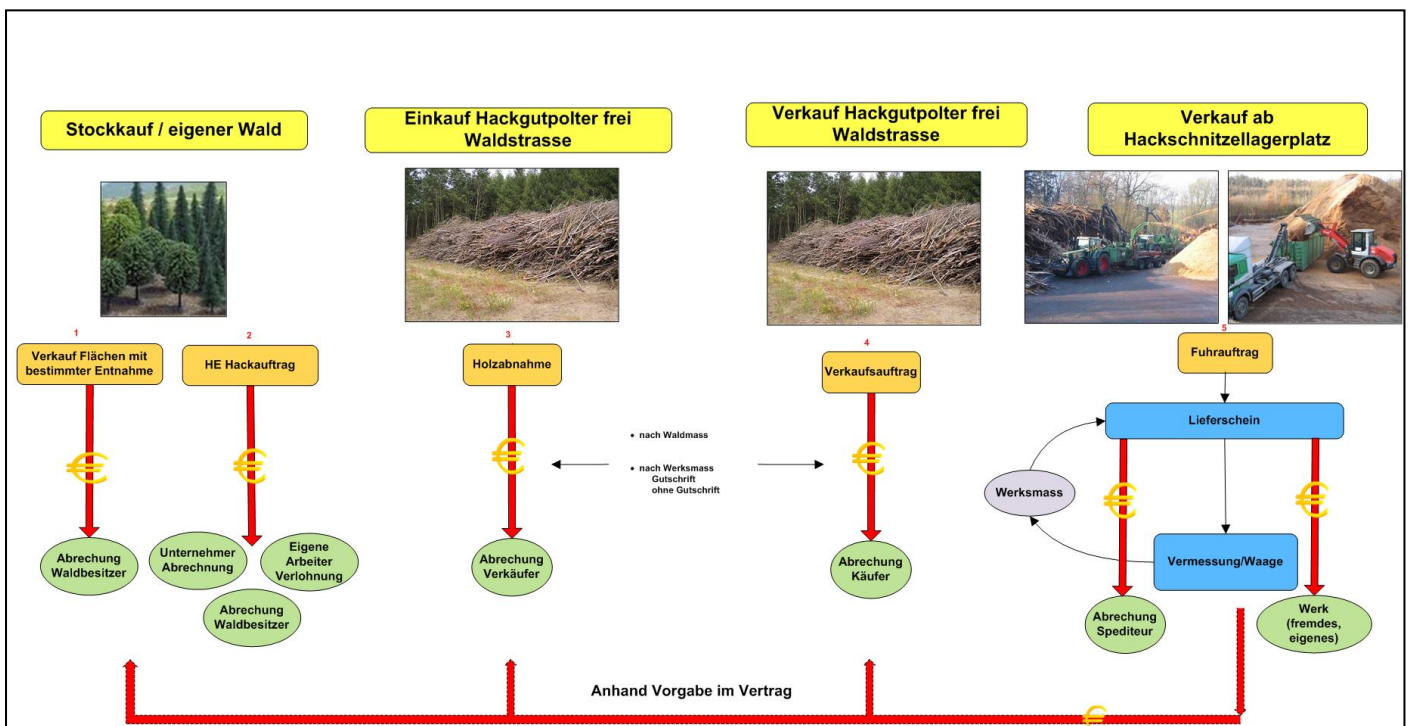 Stockkauf / eigener Wald
Einkauf Hackgutpolter frei
Waldstrasse
Verkauf Hackgutpolter frei
Waldstrasse
Verkauf ab
Hackschnitzellagerplatz
1
Verkauf Flächen mit
bestimmter Entnahme
2
HE Hackauftrag
3
Holzabnahme
4
Verkaufsauftrag
5
Fuhrauftrag
Lieferschein
• nach Waldmass
• nach Werksmass
Gutschrift
ohne Gutschrift
€
€
€
€
€
€
Werksmass
Vermessung/Waage
Abrechung
Waldbesitzer
Unternehmer
Abrechnung
Eigene
Arbeiter
Verlohnung
Abrechung
Waldbesitzer
Abrechung
Verkäufer
Abrechung
Käufer
Abrechung
Spediteur
Werk
(fremdes,
eigenes)
Anhand Vorgabe im Vertrag
€